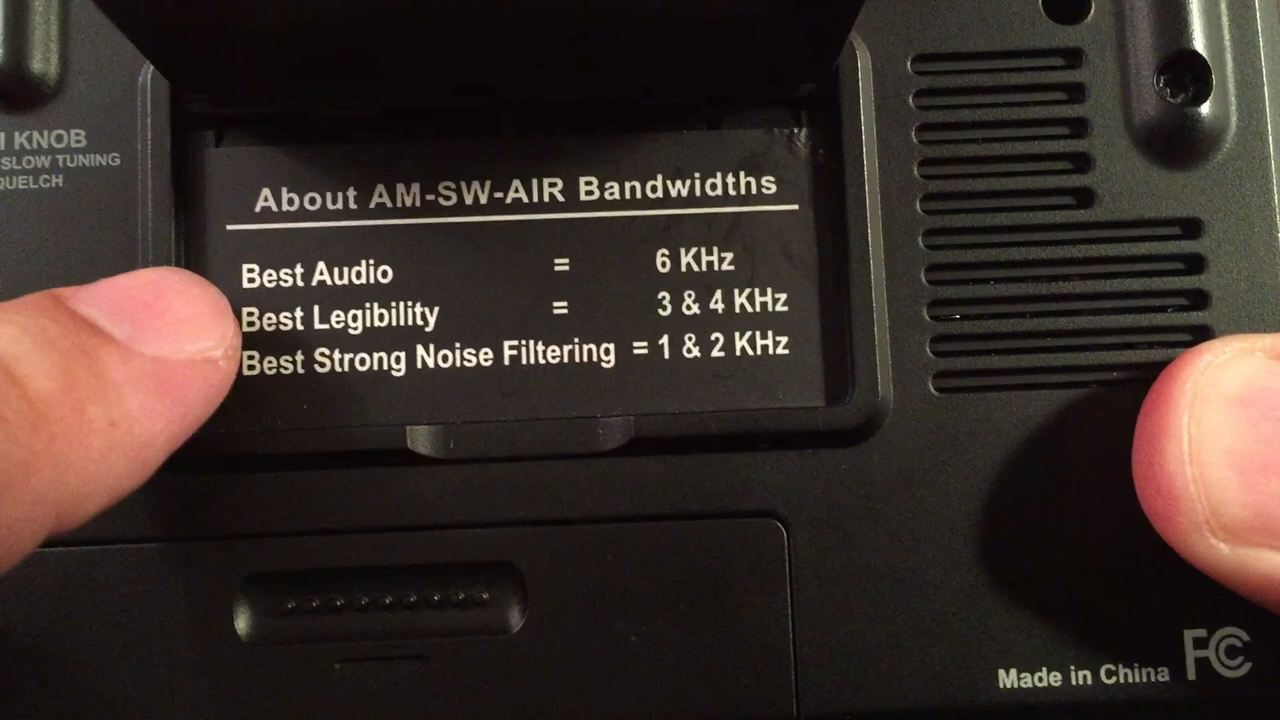 I KNOB
SLOW TUNING
QUELCH
About AM-SW-AIR Bandwidths
Best Audio = 6 KHz
Best Legibility = 3 & 4 KHz
Best Strong Noise Filtering = 1 & 2 KHz
Made in China FC